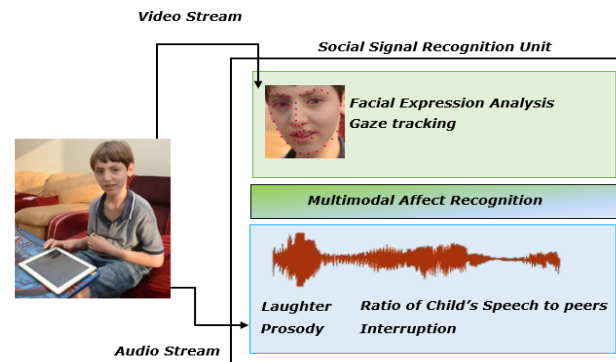 Video Stream
Social Signal Recognition Unit
Facial Expression Analysis
Gaze tracking
Multimodal Affect Recognition
Laughter Ratio of Child's Speech to peers
Prosody Interruption
Audio Stream